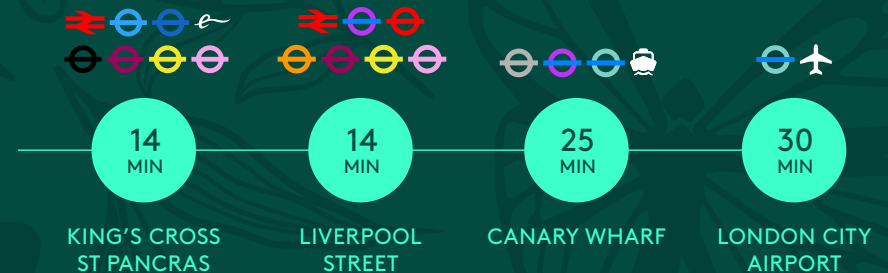 e
14
MIN
14
MIN
25
MIN
30
MIN
KING'S CROSS
ST PANCRAS
LIVERPOOL
STREET
CANARY WHARF
LONDON CITY
AIRPORT